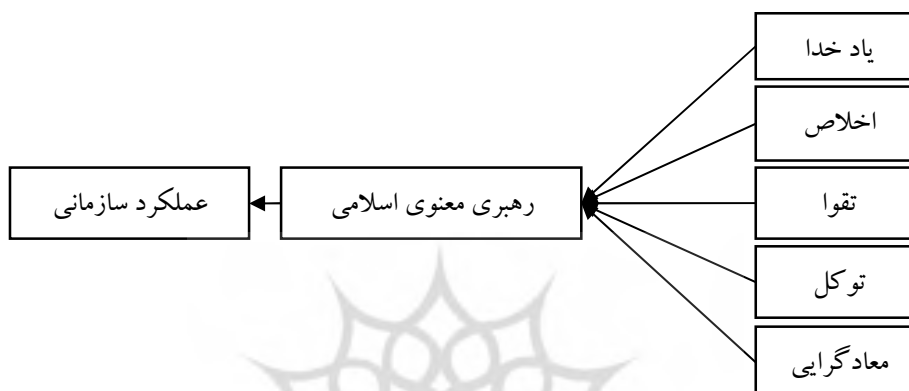 یاد خدا
اخلاص
تقوا
توکل
معادگرایی
رهبری معنوی اسلامی
عملکرد سازمانی